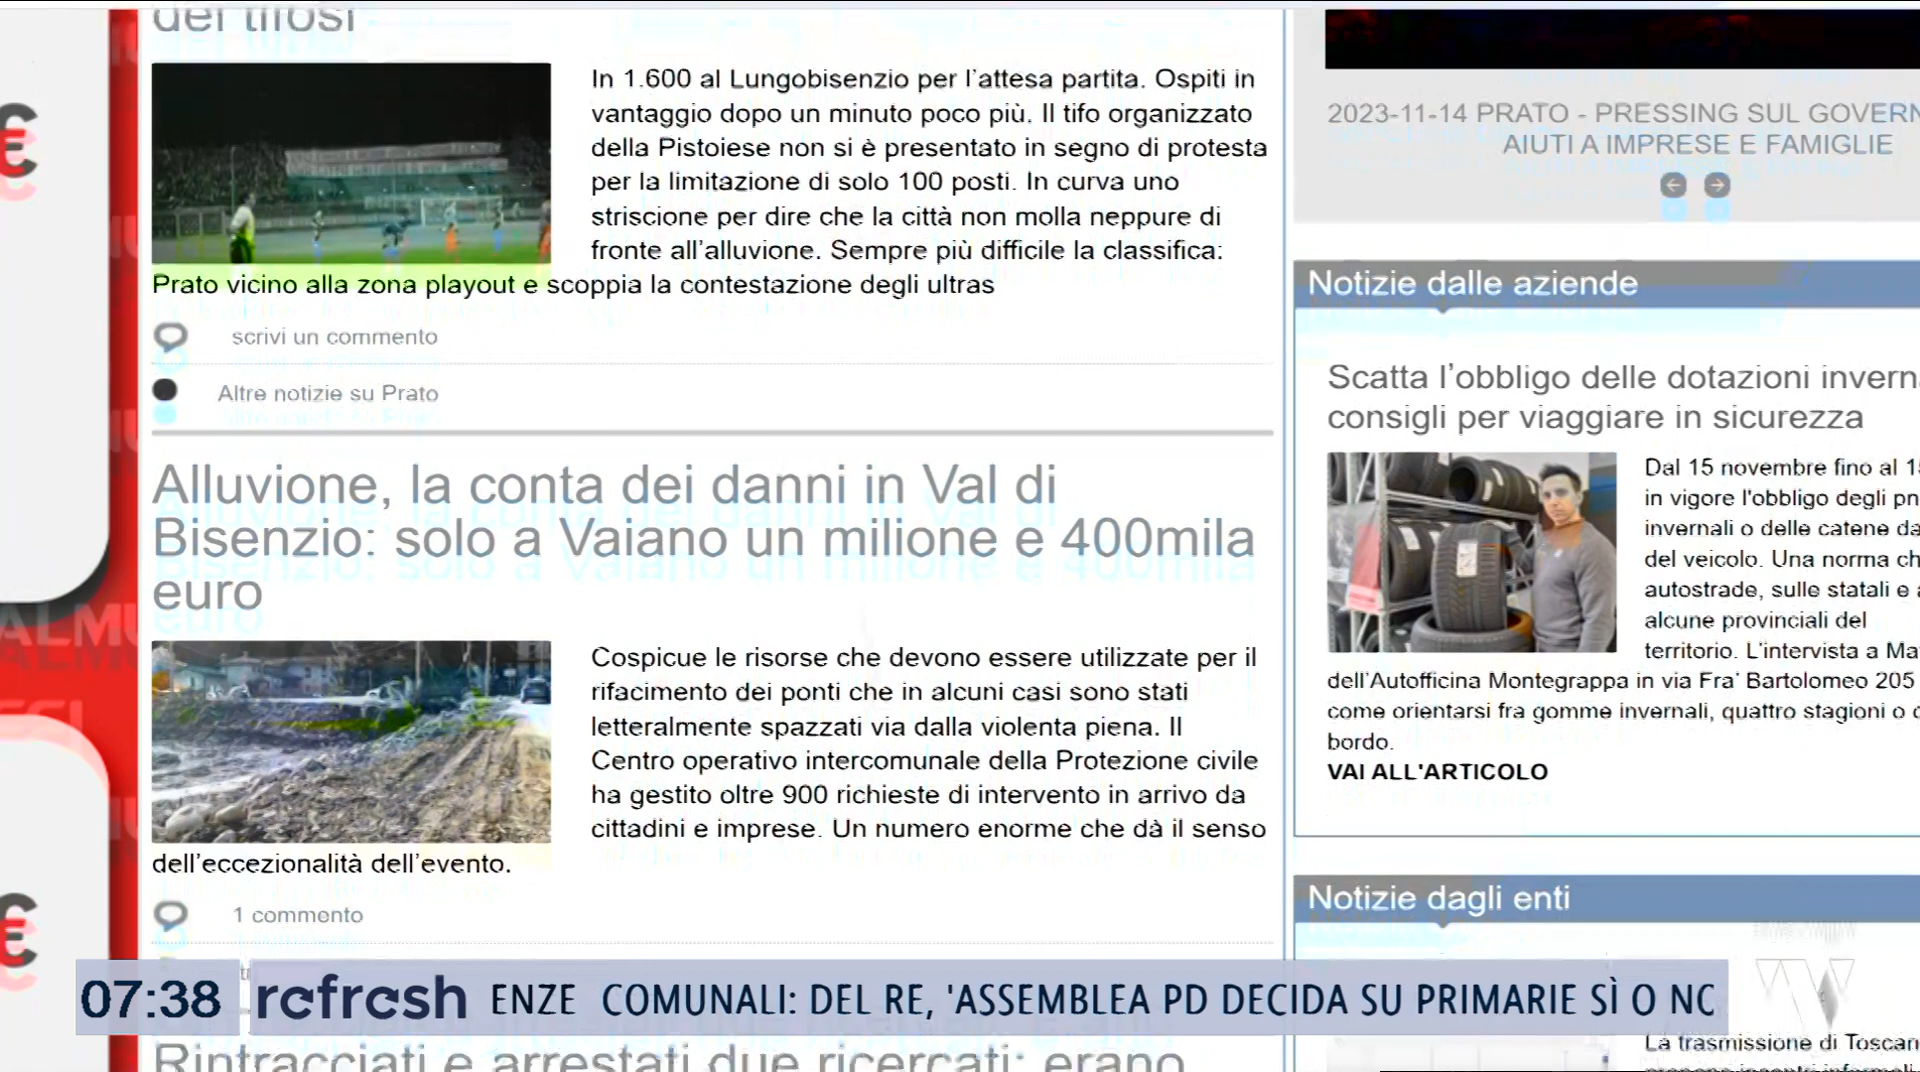 dei tifosi
In 1.600 al Lungobisenzio per l'attesa partita. Ospiti in
vantaggio dopo un minuto poco più. Il tifo organizzato
della Pistoiese non si è presentato in segno di protesta
per la limitazione di solo 100 posti. In curva uno
striscione per dire che la città non molla neppure di
fronte all'alluvione. Sempre più difficile la classifica:
Prato vicino alla zona playout e scoppia la contestazione degli ultras
scrivi un commento
Altre notizie su Prato
Alluvione, la conta dei danni in Val di
Bisenzio: solo a Vaiano un milione e 400mila
euro
Cospicue le risorse che devono essere utilizzate per il
rifacimento dei ponti che in alcuni casi sono stati
letteralmente spazzati via dalla violenta piena. Il
Centro operativo intercomunale della Protezione civile
ha gestito oltre 900 richieste di intervento in arrivo da
cittadini e imprese. Un numero enorme che dà il senso
dell'eccezionalità dell'evento.
1 commento
Rintracciati e arrestati due ricercati: erano
€
€
2023-11-14 PRATO - PRESSING SUL GOVERN
AIUTI A IMPRESE E FAMIGLIE
Notizie dalle aziende
Scatta l'obbligo delle dotazioni inverna
consigli per viaggiare in sicurezza
Dal 15 novembre fino al 15
in vigore l'obbligo degli pn
invernali o delle catene da
del veicolo. Una norma ch
autostrade, sulle statali e a
alcune provinciali del
territorio. L'intervista a Ma
dell'Autofficina Montegrappa in via Fra' Bartolomeo 205
come orientarsi fra gomme invernali, quattro stagioni o c
bordo.
VAI ALL'ARTICOLO
Notizie dagli enti
La trasmissione di Toscan
07:38 refresh ENZE COMUNALI: DEL RE, 'ASSEMBLEA PD DECIDA SU PRIMARIE SÌ O NO